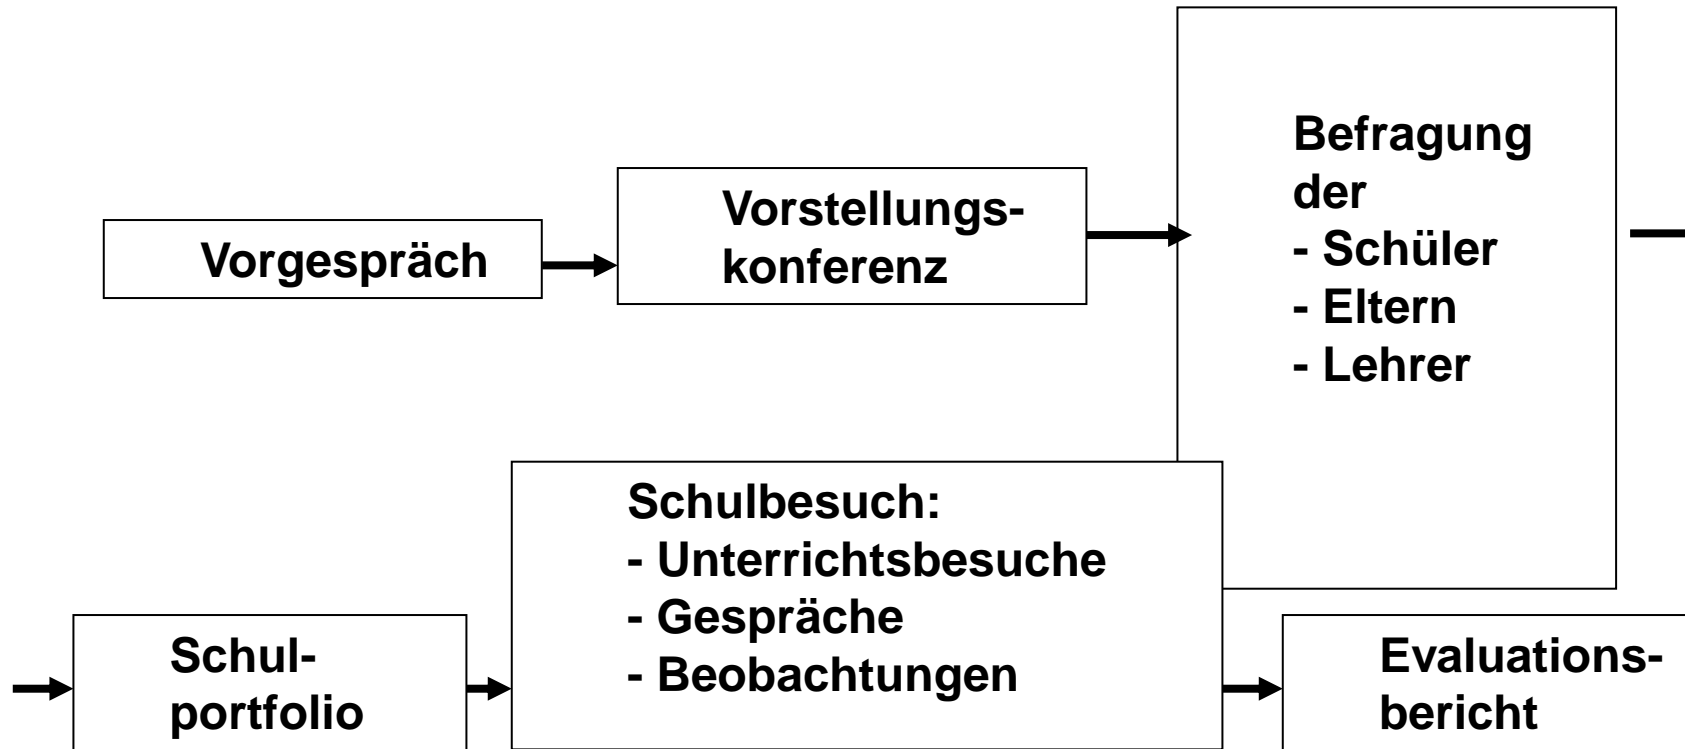 Vorgespräch
Vorstellungs-
konferenz
Befragung
der
- Schüler
- Eltern
- Lehrer
Schul-
portfolio
Schulbesuch:
- Unterrichtsbesuche
- Gespräche
- Beobachtungen
Evaluations-
bericht